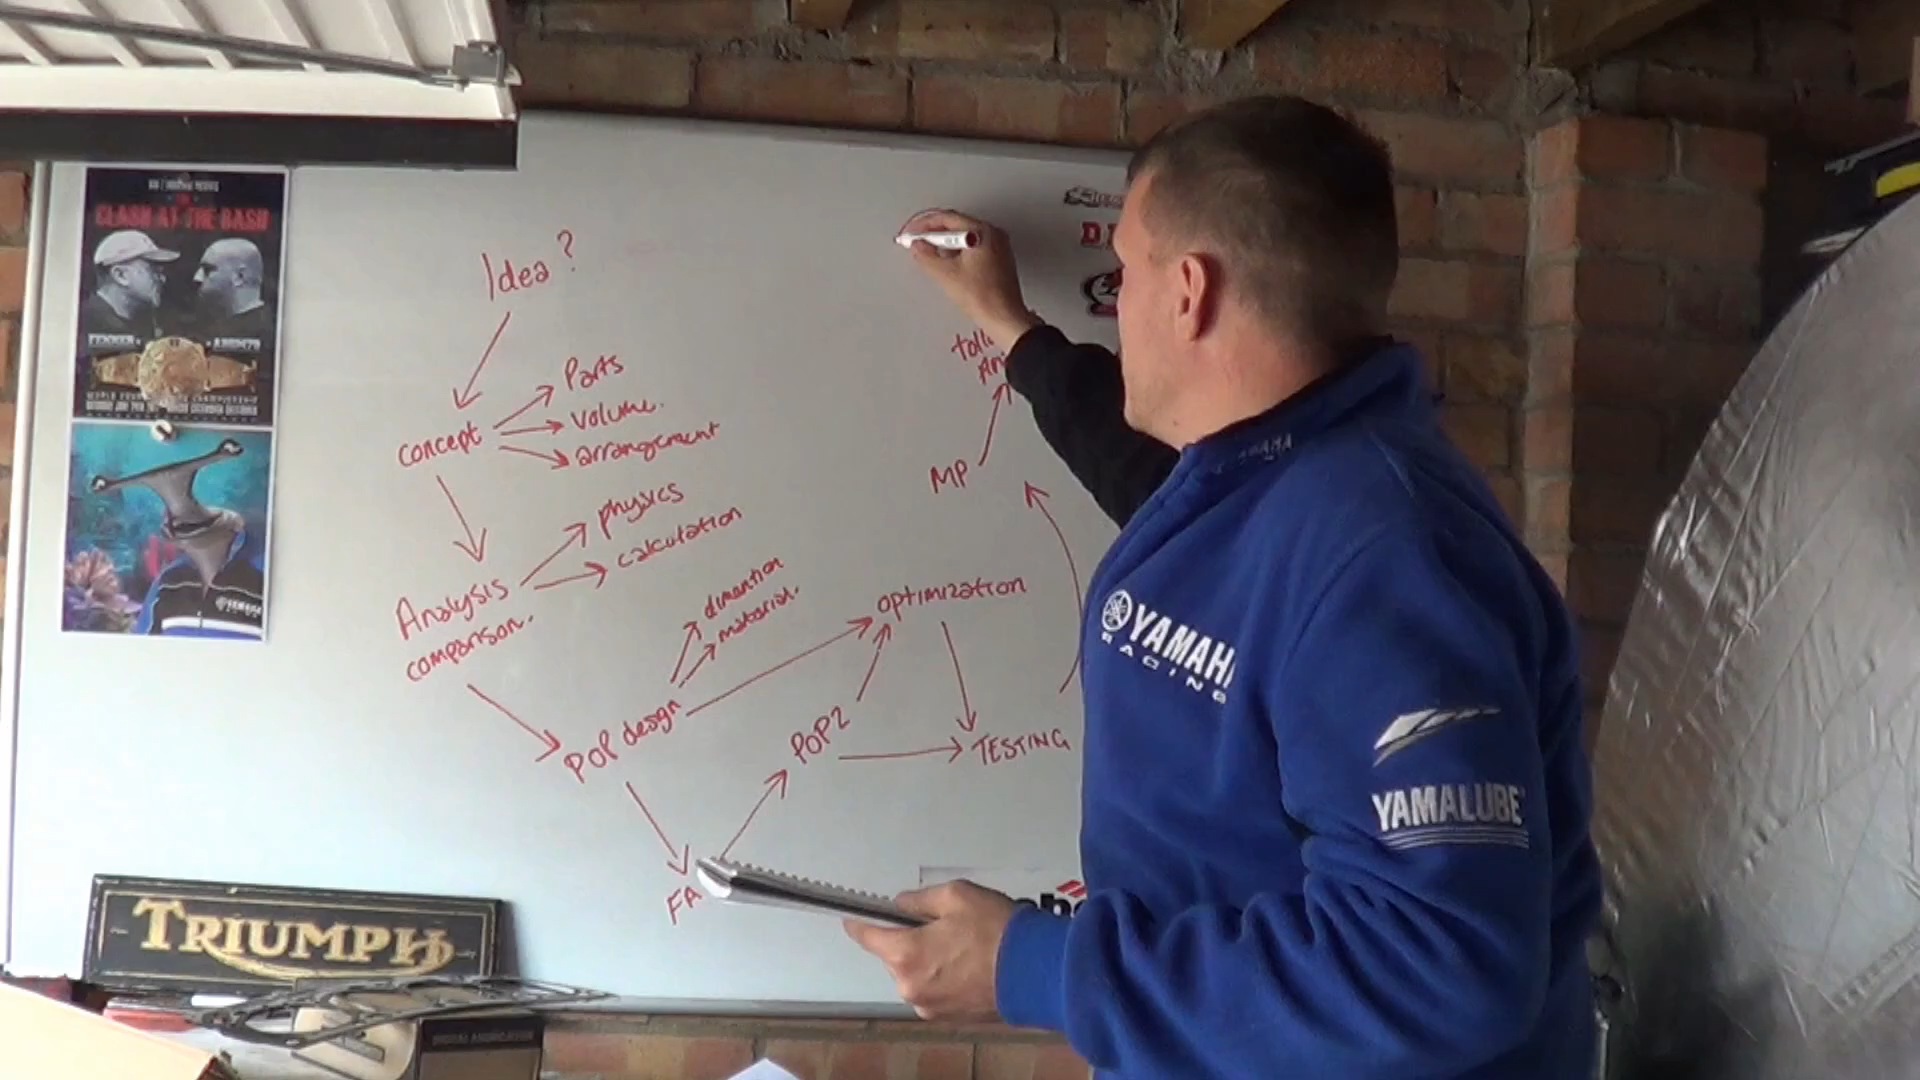 CLASH AT THE BASH
Idea?
concept
Parts
volume.
arrangement
Analysis
comparison.
physics
calculation
POP design
dimention
material.
FA
POP2
optimization
TESTING
MP
YAMAHA
RACING
YAMALUBE
TRIUMPH